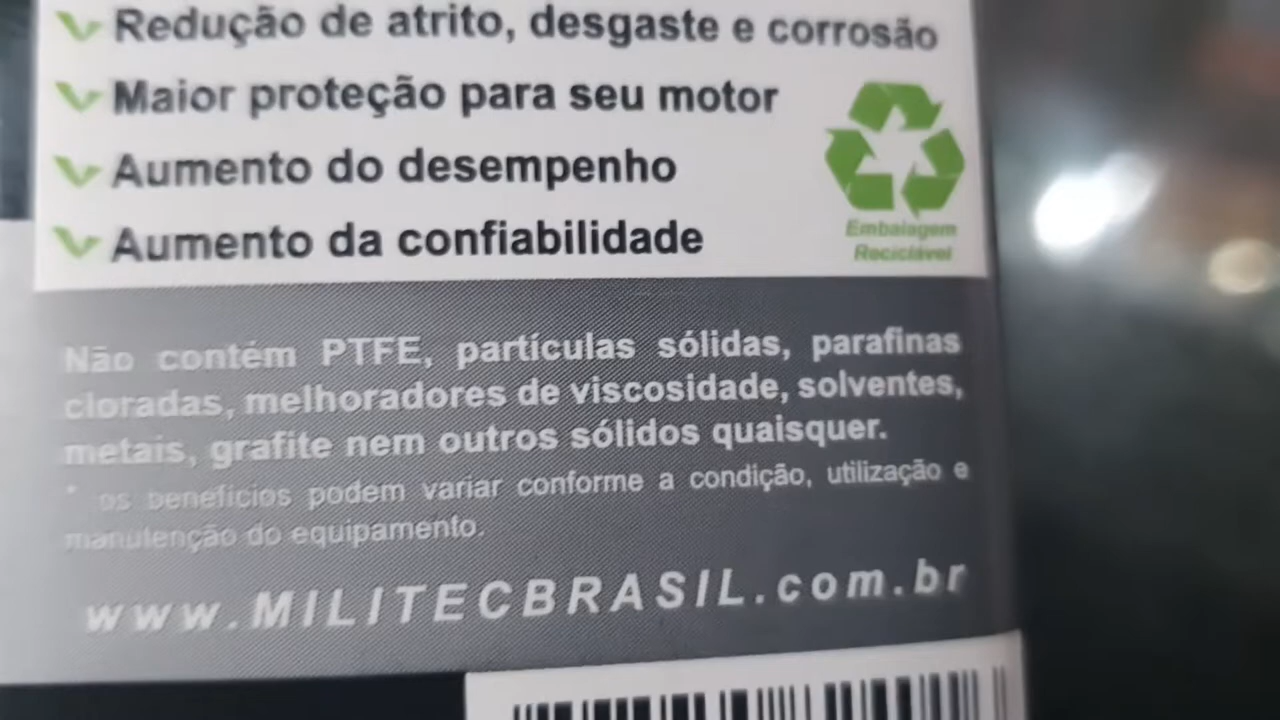 Redução de atrito, desgaste e corrosão
Maior proteção para seu motor
Aumento do desempenho
Aumento da confiabilidade
Embalagem
Reciclável
Não contém PTFE, partículas sólidas, parafinas
cloradas, melhoradores de viscosidade, solventes,
metais, grafite nem outros sólidos quaisquer.
* os benefícios podem variar conforme a condição, utilização e
manutenção do equipamento.
www.MILITECBRASIL.com.br